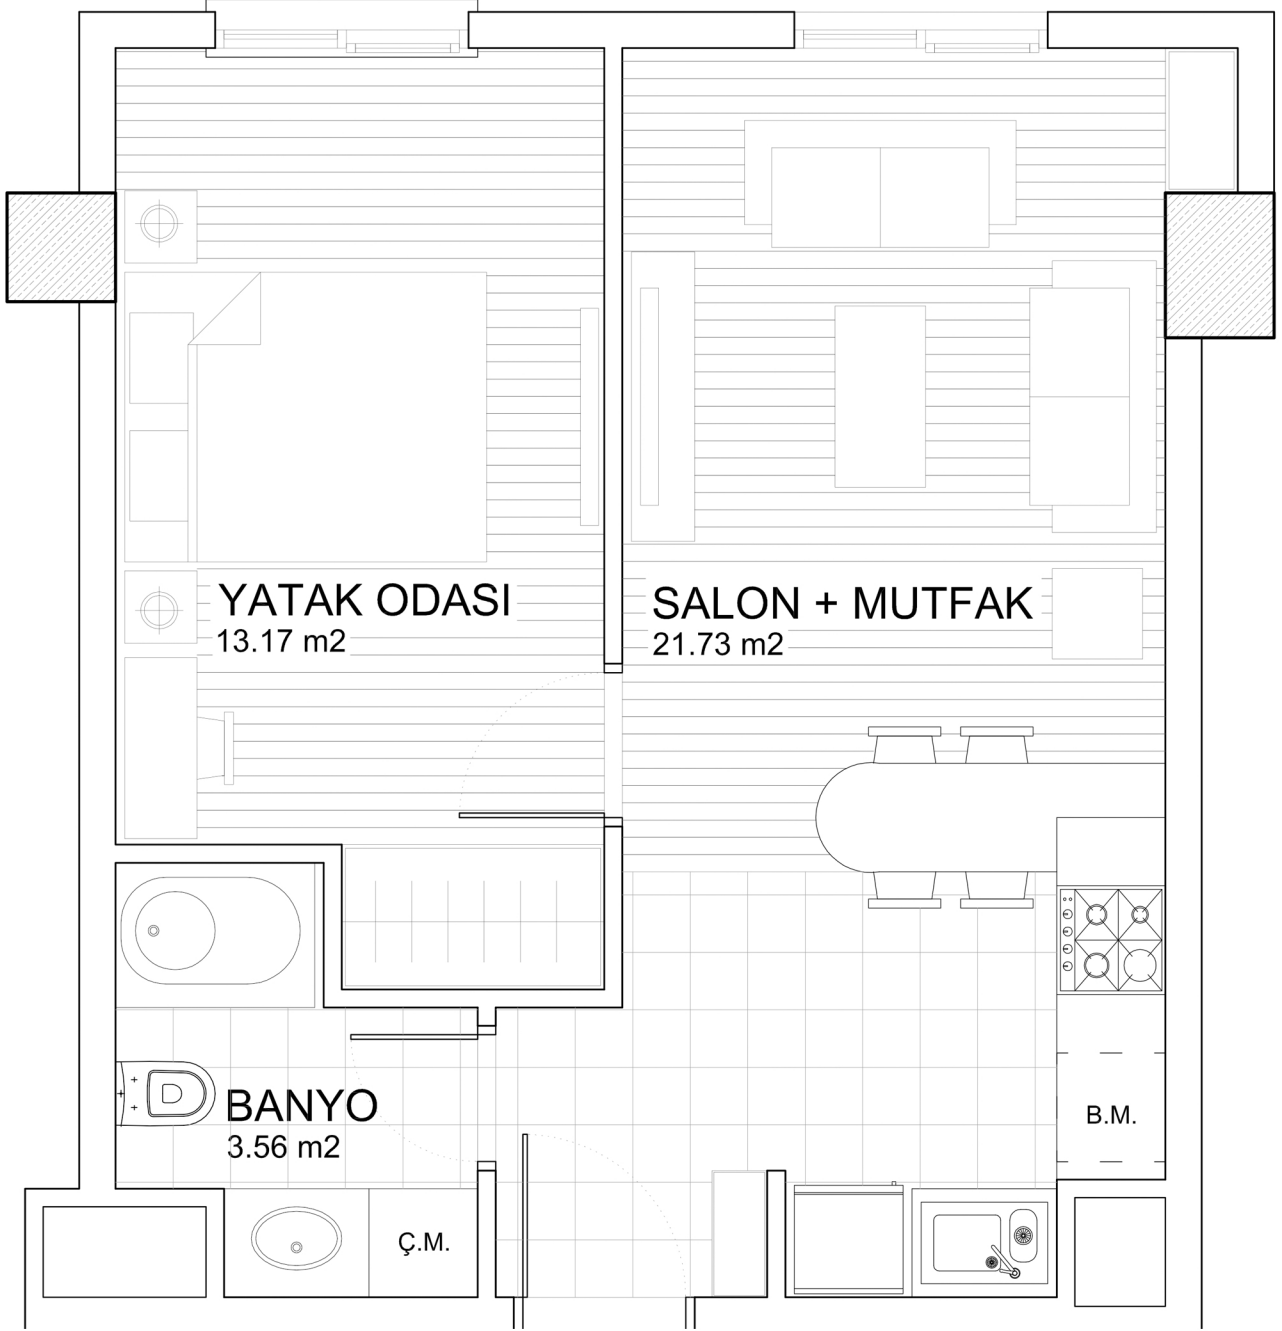 YATAK ODASI
13.17 m2
SALON + MUTFAK
21.73 m2
BANYO
3.56 m2
B.M.
Ç.M.